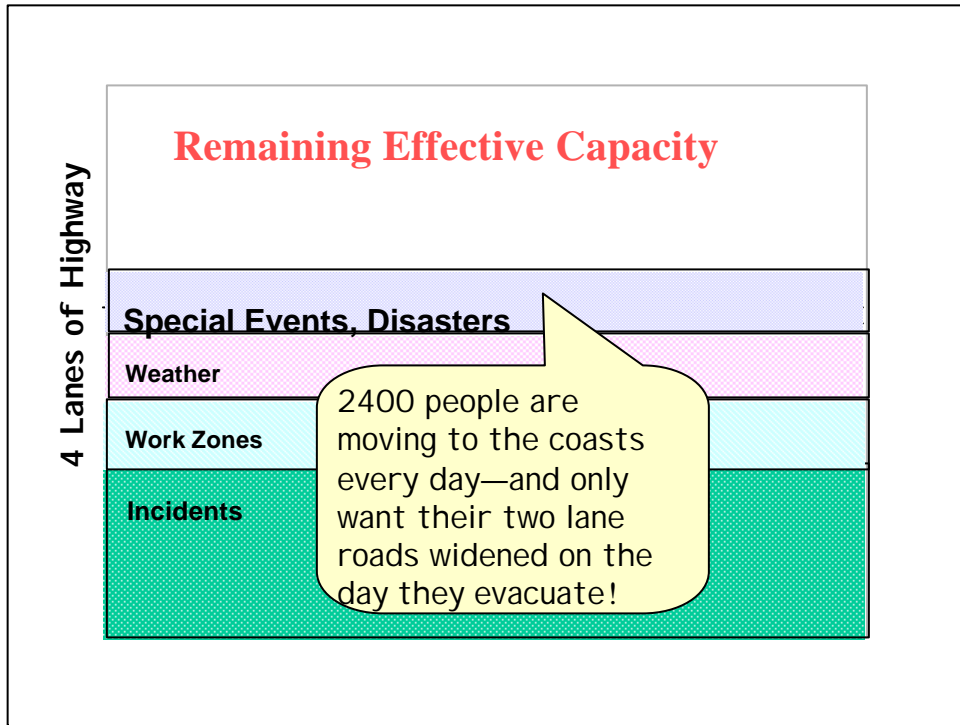 Remaining Effective Capacity
4 Lanes of Highway
Special Events, Disasters
Weather
Work Zones
Incidents
2400 people are
moving to the coasts
every day—and only
want their two lane
roads widened on the
day they evacuate!